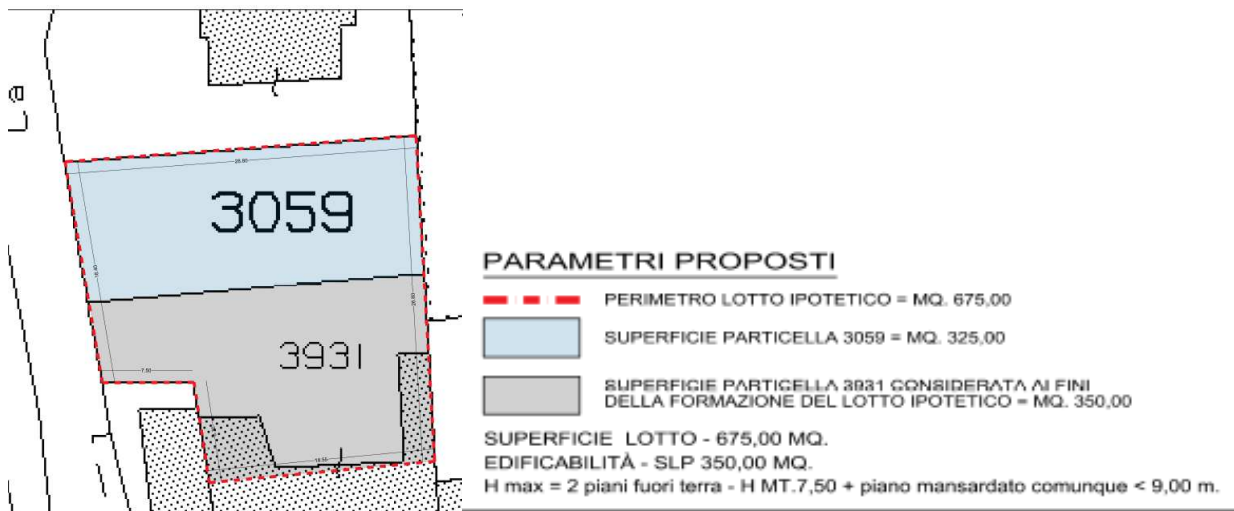 La
3059
3931
7.50
PARAMETRI PROPOSTI
PERIMETRO LOTTO IPOTETICO = MQ. 675,00
SUPERFICIE PARTICELLA 3059 = MQ. 325,00
SUPERFICIE PARTICELLA 3931 CONSIDERATA AI FINI
DELLA FORMAZIONE DEL LOTTO IPOTETICO = MQ. 350,00
SUPERFICIE LOTTO - 675,00 MQ.
EDIFICABILITÀ - SLP 350,00 MQ.
H max = 2 piani fuori terra - H MT.7,50 + piano mansardato comunque < 9,00 m.